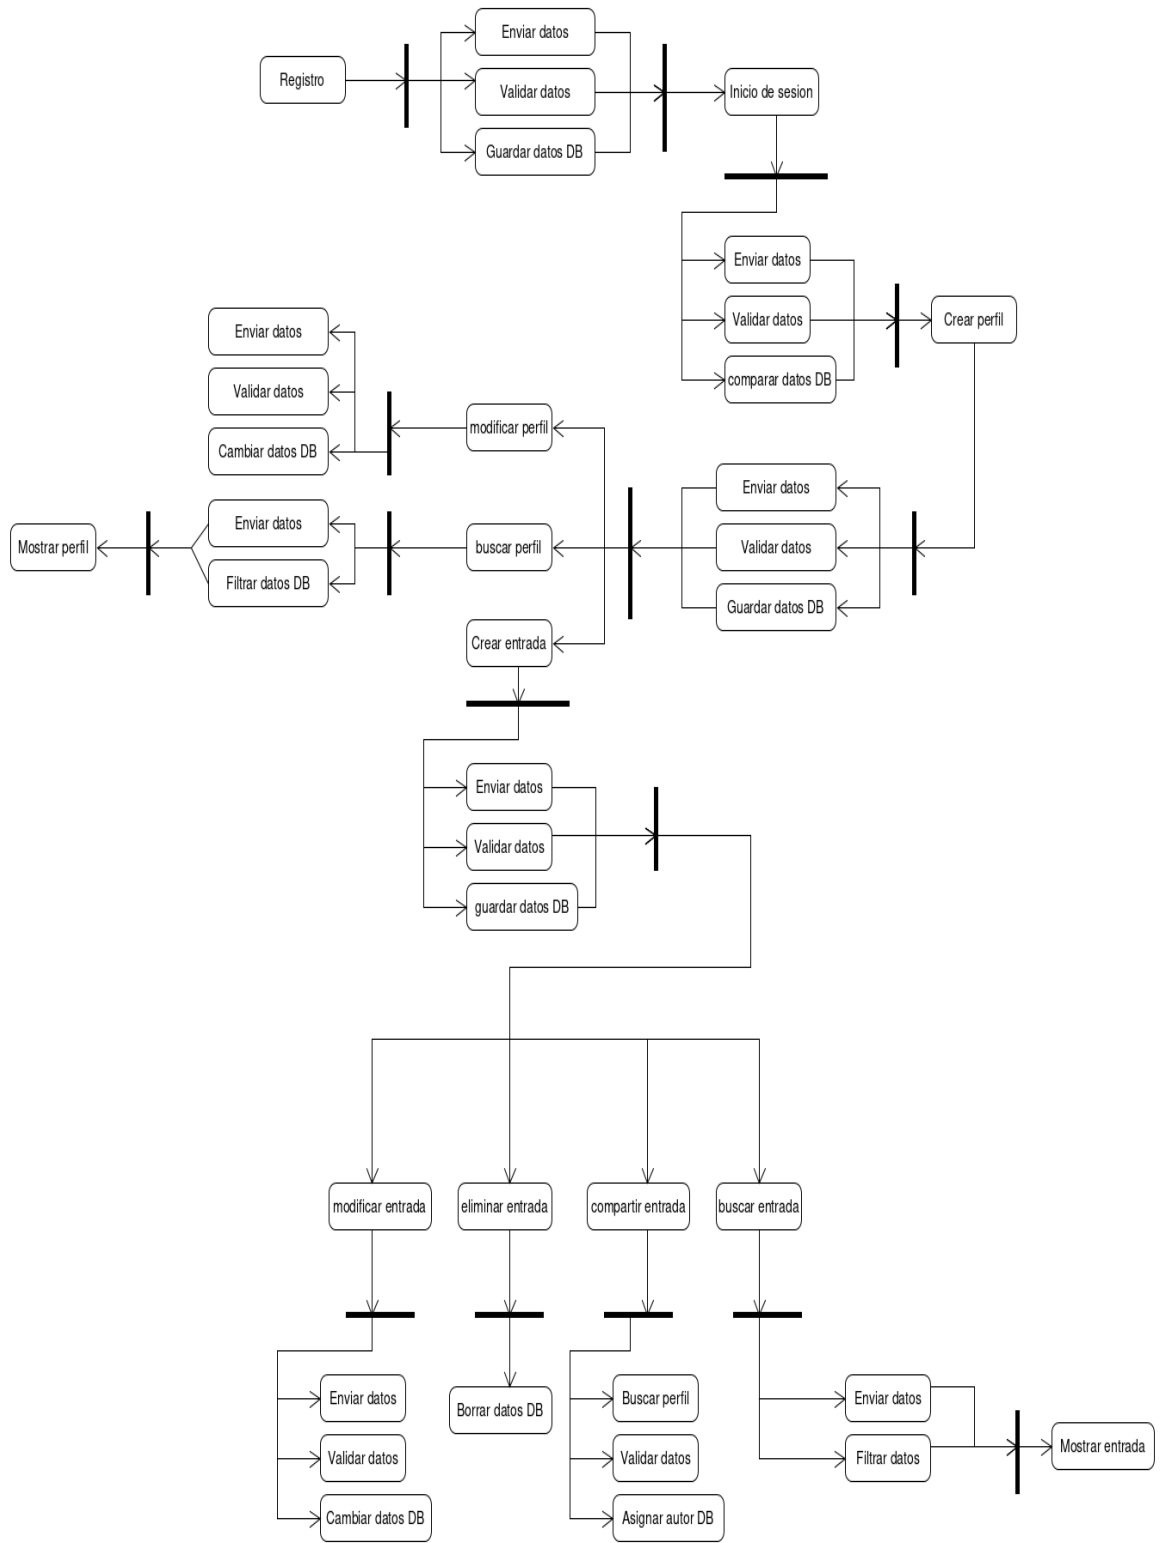 Registro
Enviar datos
Validar datos
Guardar datos DB
Inicio de sesion
Enviar datos
Validar datos
comparar datos DB
Crear perfil
Enviar datos
Validar datos
Guardar datos DB
modificar perfil
buscar perfil
Crear entrada
Enviar datos
Validar datos
Cambiar datos DB
Enviar datos
Filtrar datos DB
Mostrar perfil
Enviar datos
Validar datos
guardar datos DB
modificar entrada
eliminar entrada
compartir entrada
buscar entrada
Enviar datos
Validar datos
Cambiar datos DB
Borrar datos DB
Buscar perfil
Validar datos
Asignar autor DB
Enviar datos
Filtrar datos
Mostrar entrada